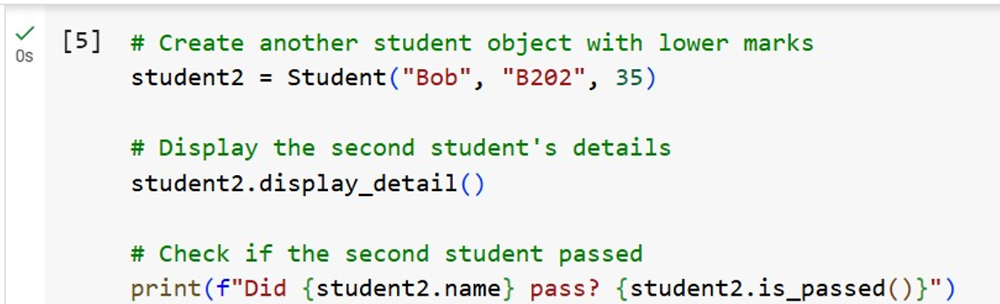 [5] # Create another student object with lower marks
0s
student2 = Student("Bob", "B202", 35)
# Display the second student's details
student2.display_detail()
# Check if the second student passed
print(f"Did {student2.name} pass? {student2.is_passed()}")